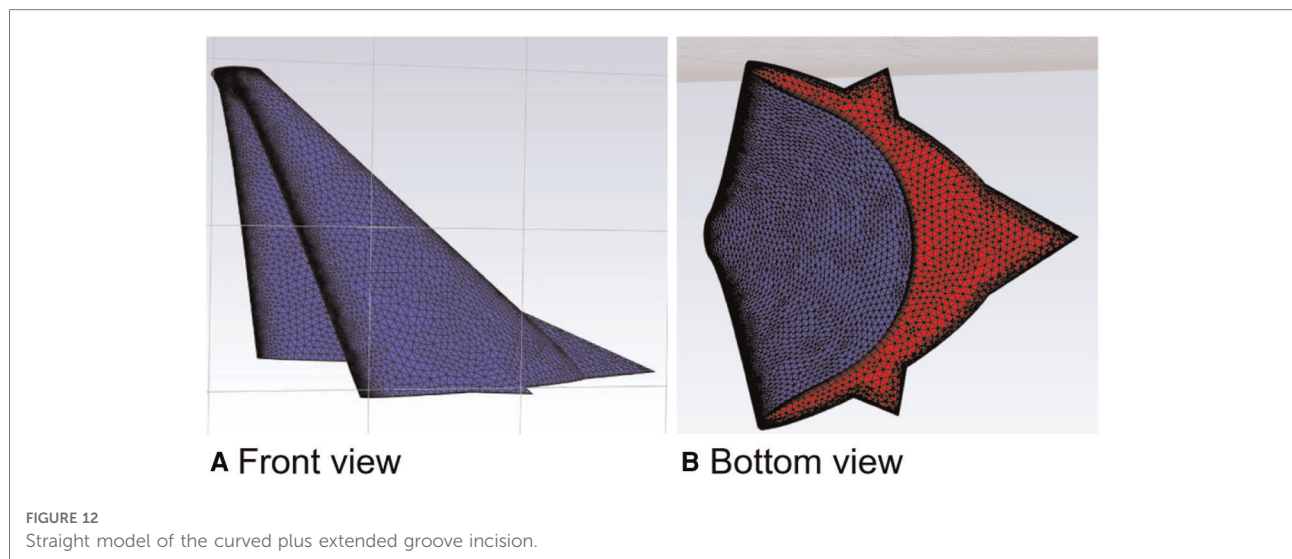 A Front view
B Bottom view
FIGURE 12
Straight model of the curved plus extended groove incision.